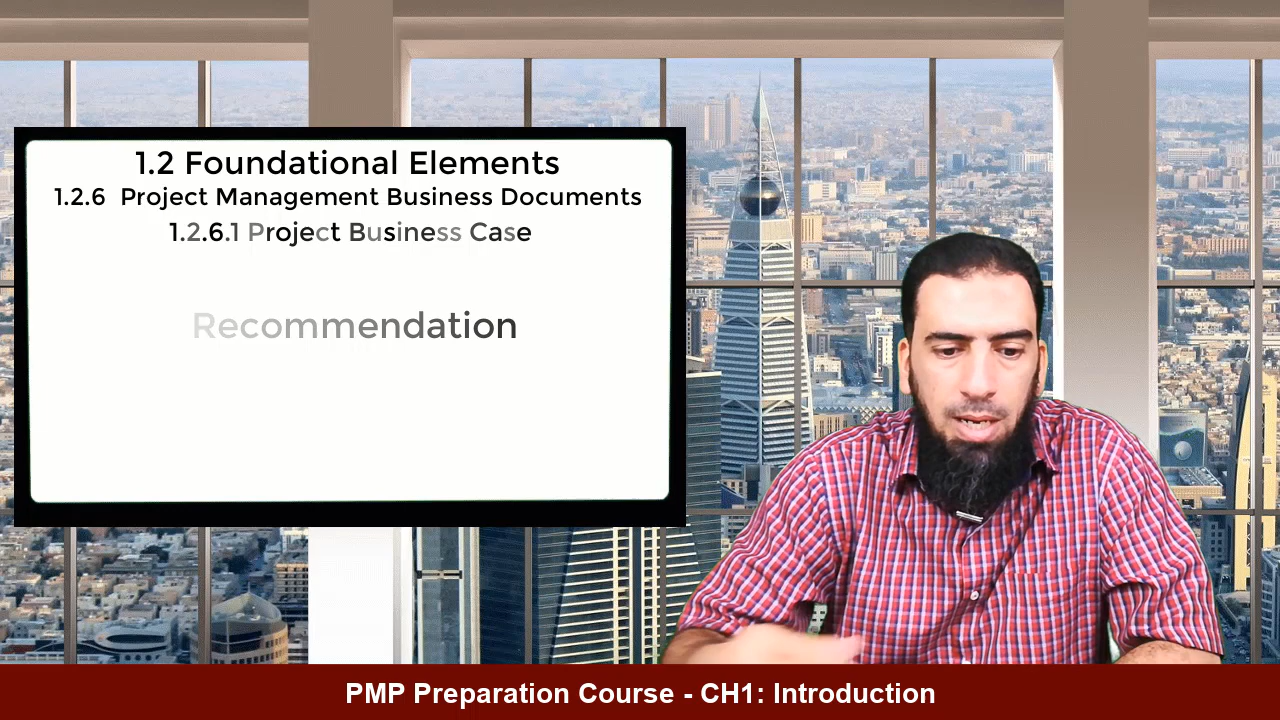 1.2 Foundational Elements
1.2.6 Project Management Business Documents
1.2.6.1 Project Business Case
Recommendation
PMP Preparation Course - CH1: Introduction